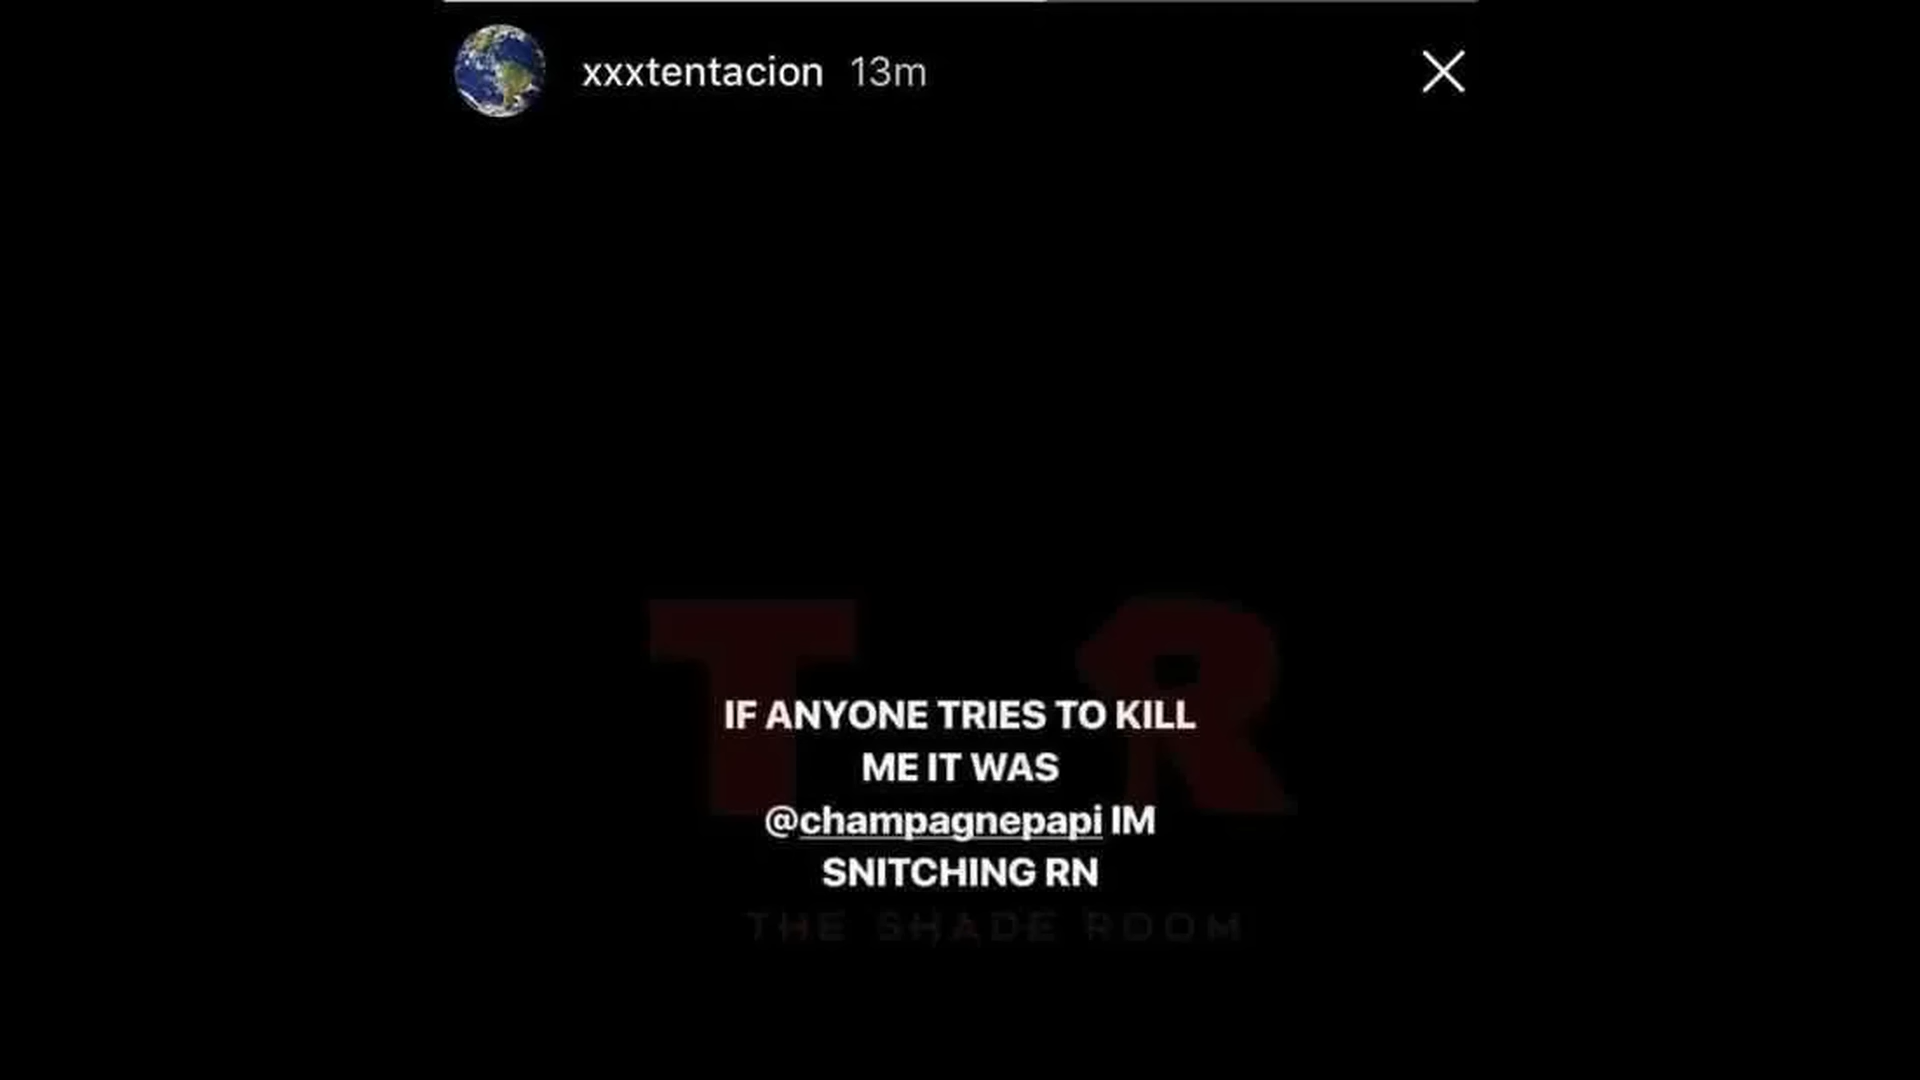 xxxtentacion 13m
T R
IF ANYONE TRIES TO KILL
ME IT WAS
@champagnepapi IM
SNITCHING RN
THE SHADE ROOM